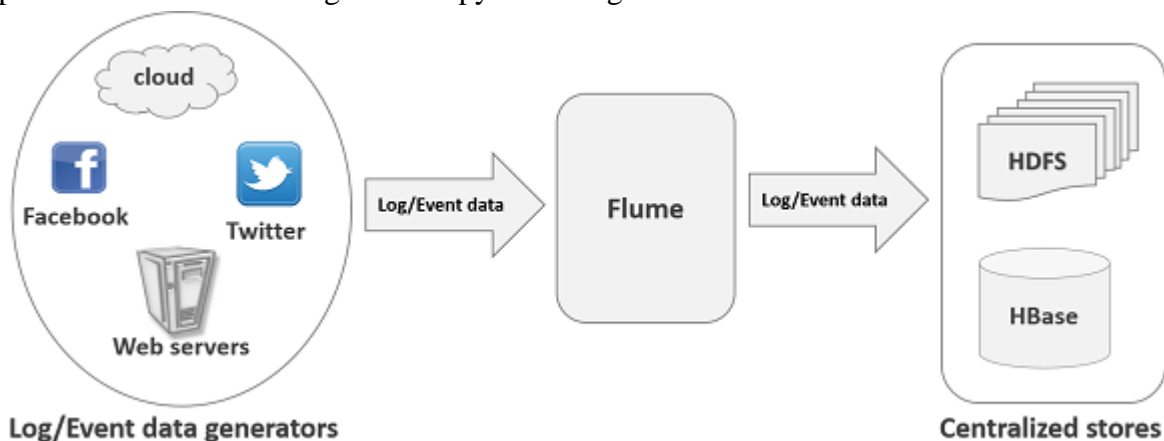 cloud
Facebook
Twitter
Web servers
Log/Event data generators
Log/Event data
Flume
Log/Event data
HDFS
HBase
Centralized stores